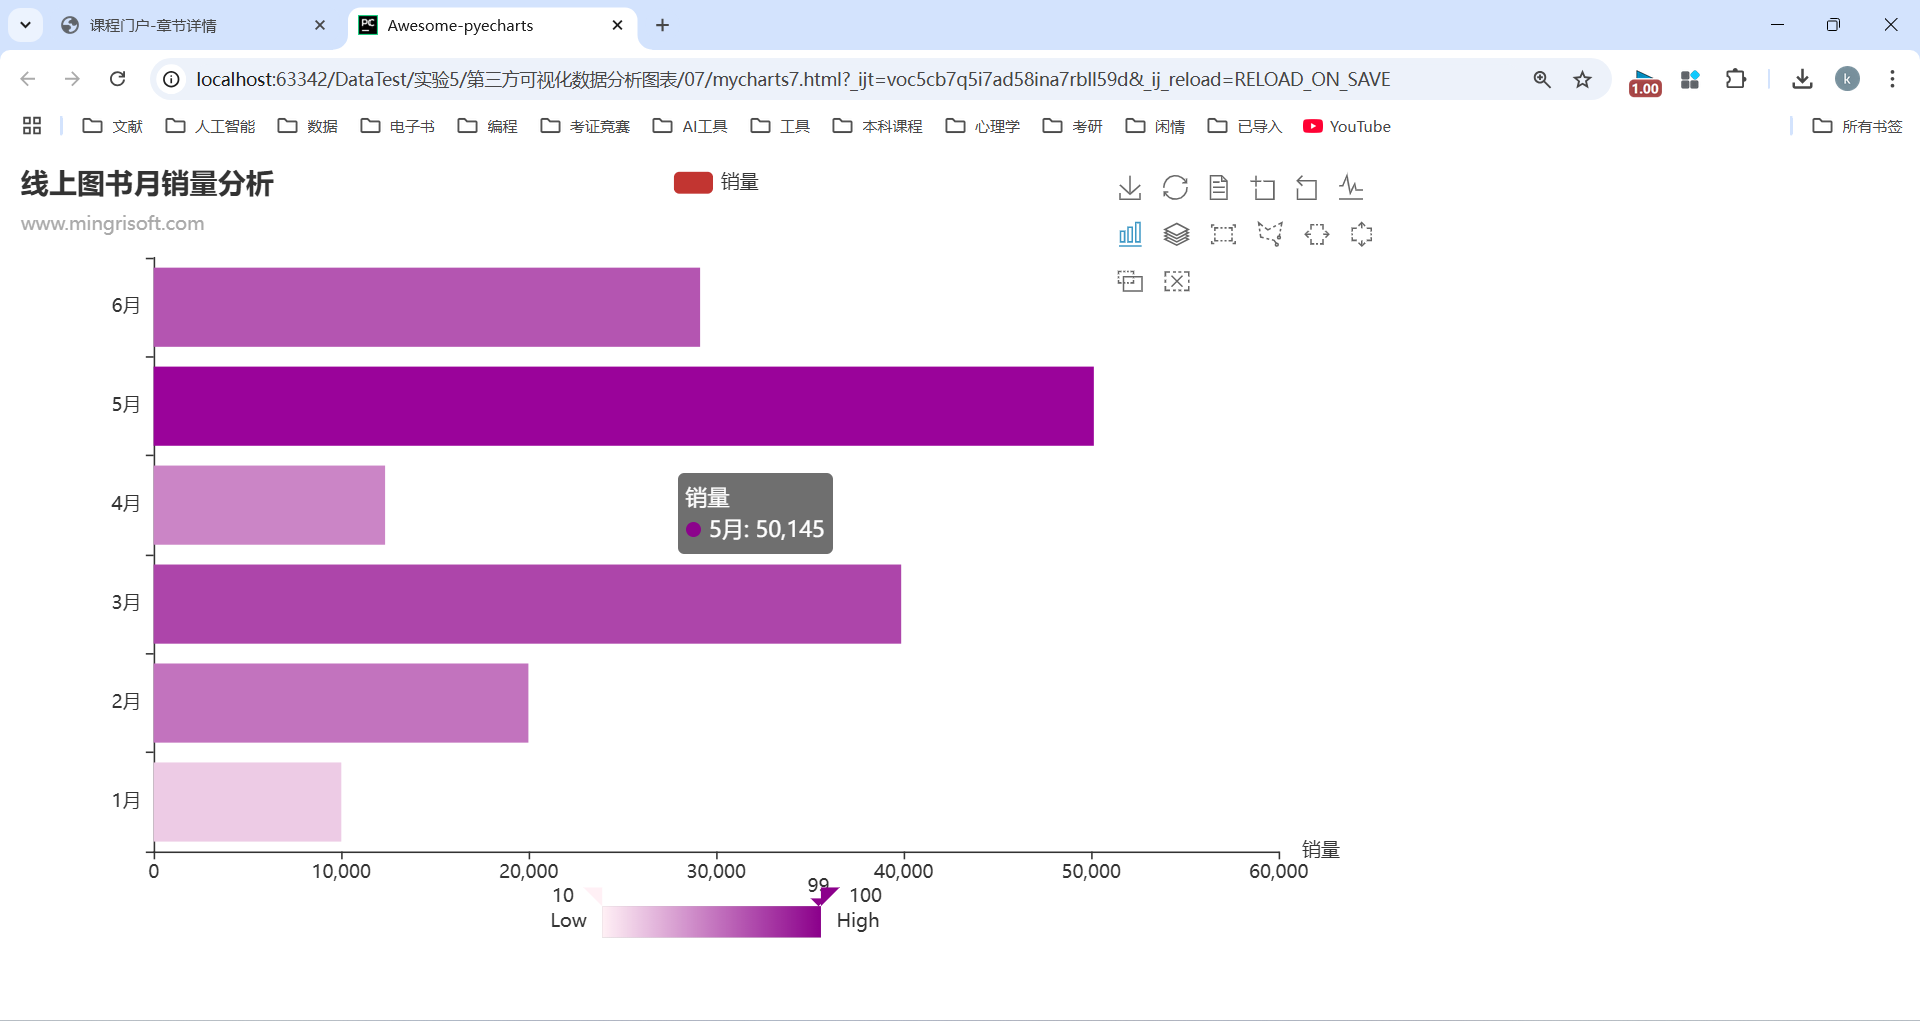 课程门户-章节详情
Awesome-pyecharts
localhost:63342/DataTest/实验5/第三方可视化数据分析图表/07/mycharts7.html?_ijt=voc5cb7q5i7ad58ina7rbll59d&_ij_reload=RELOAD_ON_SAVE
1.00
k
文献 人工智能 数据 电子书 编程 考证竞赛 AI工具 工具 本科课程 心理学 考研 闲情 已导入 YouTube 所有书签
线上图书月销量分析
www.mingrisoft.com
销量
6月
5月
4月
销量
5月: 50,145
3月
2月
1月
销量
0 10,000 20,000 30,000 40,000 50,000 60,000
99
10 100
Low High